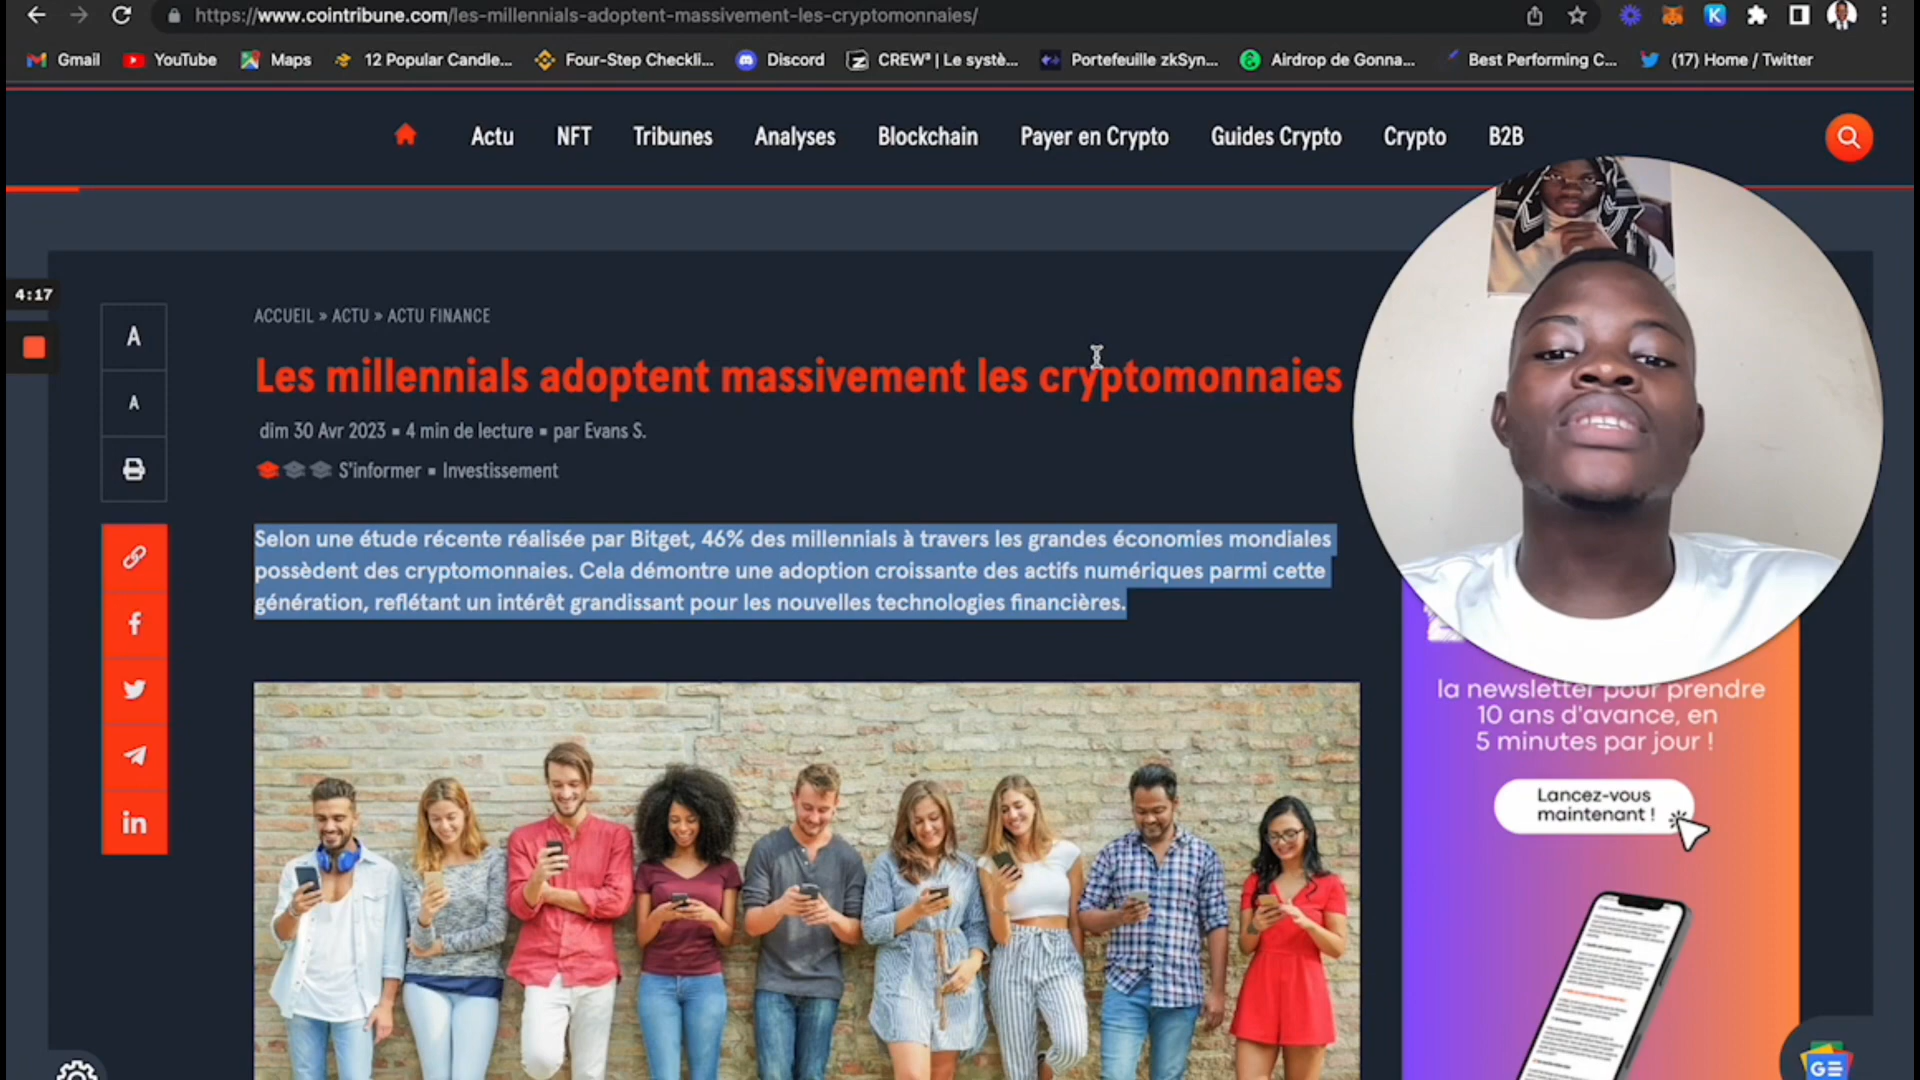 https://www.cointribune.com/les-millennials-adoptent-massivement-les-cryptomonnaies/
Gmail YouTube Maps 12 Popular Candle... Four-Step Checkli... Discord CREW³ | Le systè... Portefeuille zkSyn... Airdrop de Gonna... Best Performing C... (17) Home / Twitter
Actu NFT Tribunes Analyses Blockchain Payer en Crypto Guides Crypto Crypto B2B
4:17
A
A
ACCUEIL » ACTU » ACTU FINANCE
Les millennials adoptent massivement les cryptomonnaies
dim 30 Avr 2023 ▪ 4 min de lecture ▪ par Evans S.
S'informer ▪ Investissement
Selon une étude récente réalisée par Bitget, 46% des millennials à travers les grandes économies mondiales
possèdent des cryptomonnaies. Cela démontre une adoption croissante des actifs numériques parmi cette
génération, reflétant un intérêt grandissant pour les nouvelles technologies financières.
la newsletter pour prendre
10 ans d'avance, en
5 minutes par jour !
Lancez-vous
maintenant !
GE